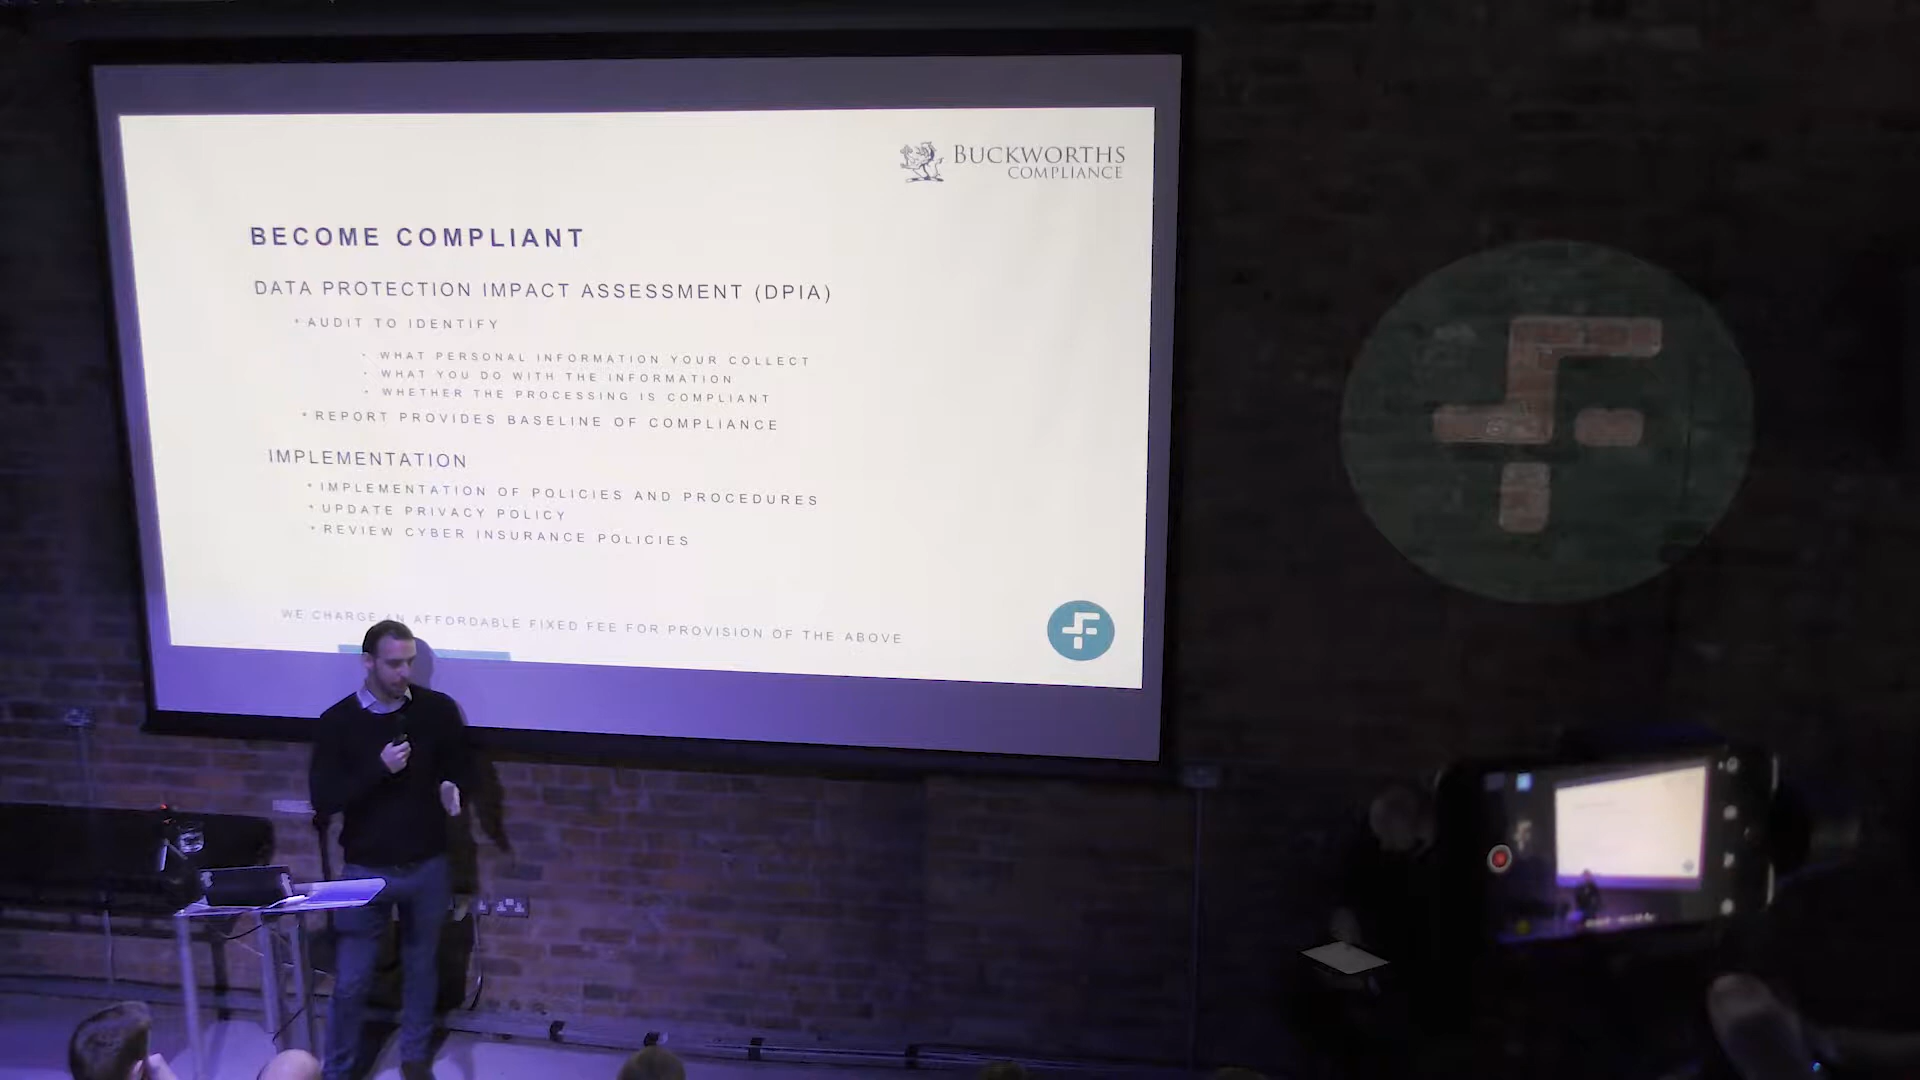 BUCKWORTHS
COMPLIANCE
BECOME COMPLIANT
DATA PROTECTION IMPACT ASSESSMENT (DPIA)
• AUDIT TO IDENTIFY
• WHAT PERSONAL INFORMATION YOUR COLLECT
• WHAT YOU DO WITH THE INFORMATION
• WHETHER THE PROCESSING IS COMPLIANT
• REPORT PROVIDES BASELINE OF COMPLIANCE
IMPLEMENTATION
• IMPLEMENTATION OF POLICIES AND PROCEDURES
• UPDATE PRIVACY POLICY
• REVIEW CYBER INSURANCE POLICIES
WE CHARGE AN AFFORDABLE FIXED FEE FOR PROVISION OF THE ABOVE